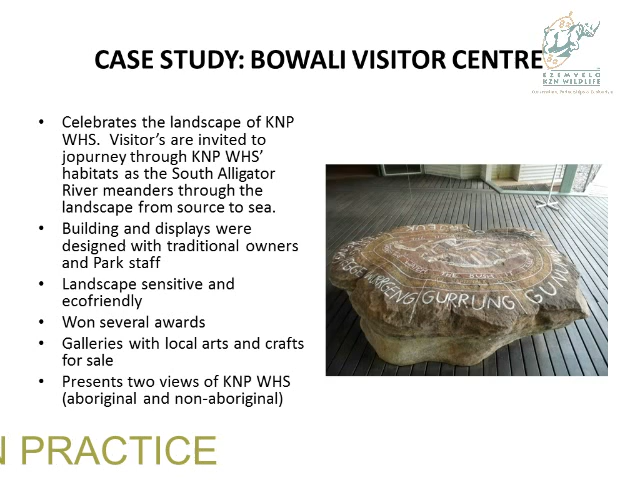 CASE STUDY: BOWALI VISITOR CENTRE
EZEMVELO
KZN WILDLIFE
• Celebrates the landscape of KNP
WHS.  Visitor's are invited to
jopurney through KNP WHS'
habitats as the South Alligator
River meanders through the
landscape from source to sea.
• Building and displays were
designed with traditional owners
and Park staff
• Landscape sensitive and
ecofriendly
• Won several awards
• Galleries with local arts and crafts
for sale
• Presents two views of KNP WHS
(aboriginal and non-aboriginal)
WURRGENG GURRUNG
N PRACTICE